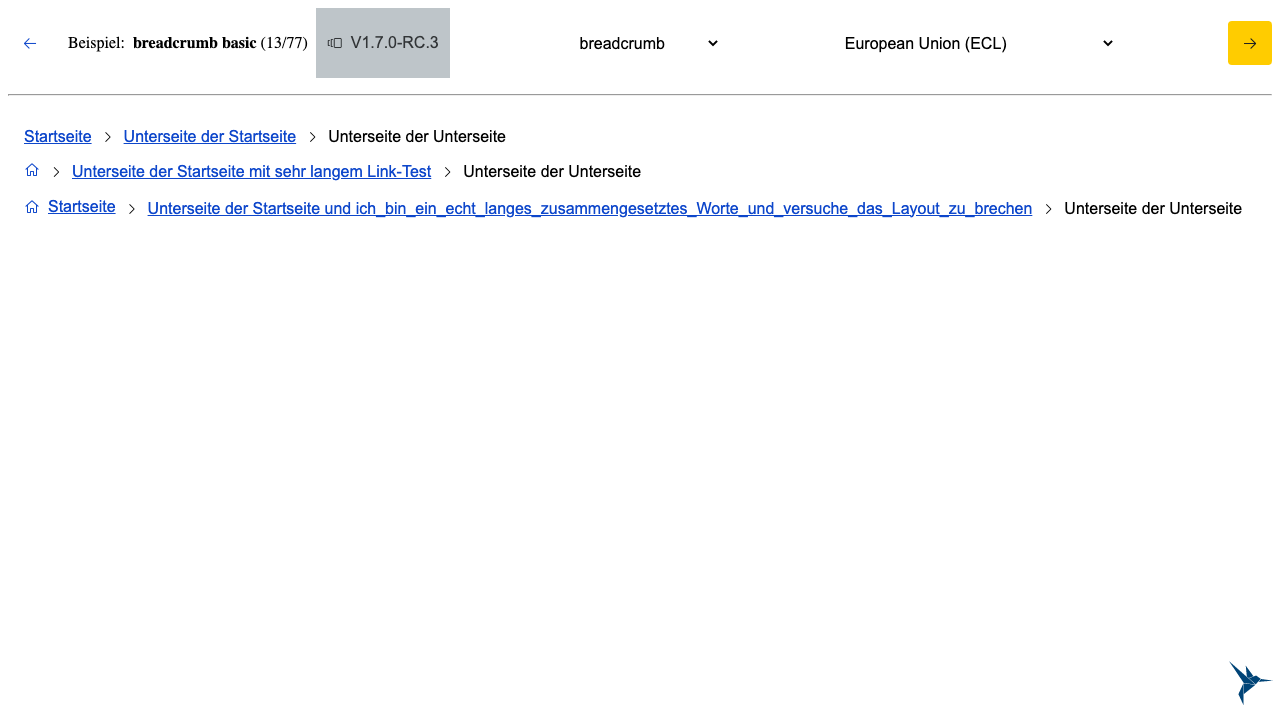 Beispiel: breadcrumb basic (13/77) V1.7.0-RC.3 breadcrumb European Union (ECL)
Startseite Unterseite der Startseite Unterseite der Unterseite
Unterseite der Startseite mit sehr langem Link-Test Unterseite der Unterseite
Startseite Unterseite der Startseite und ich_bin_ein_echt_langes_zusammengesetztes_Worte_und_versuche_das_Layout_zu_brechen Unterseite der Unterseite